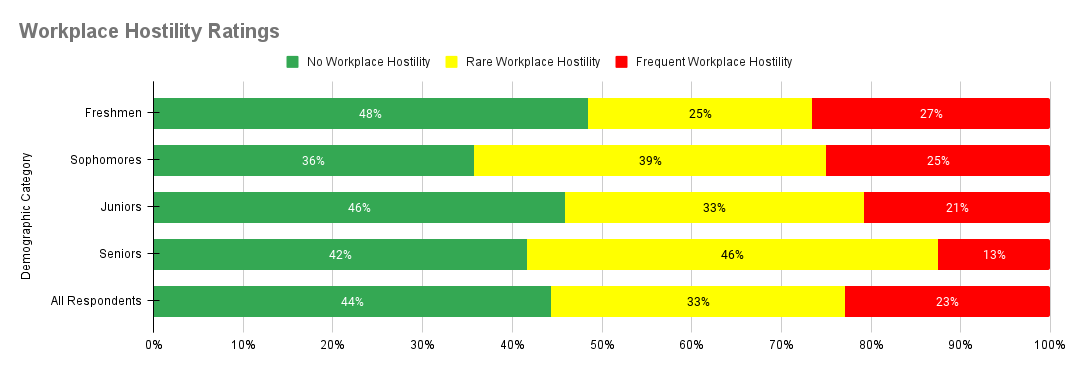 Workplace Hostility Ratings
No Workplace Hostility Rare Workplace Hostility Frequent Workplace Hostility
Demographic Category
Freshmen 48% 25% 27%
Sophomores 36% 39% 25%
Juniors 46% 33% 21%
Seniors 42% 46% 13%
All Respondents 44% 33% 23%
0% 10% 20% 30% 40% 50% 60% 70% 80% 90% 100%